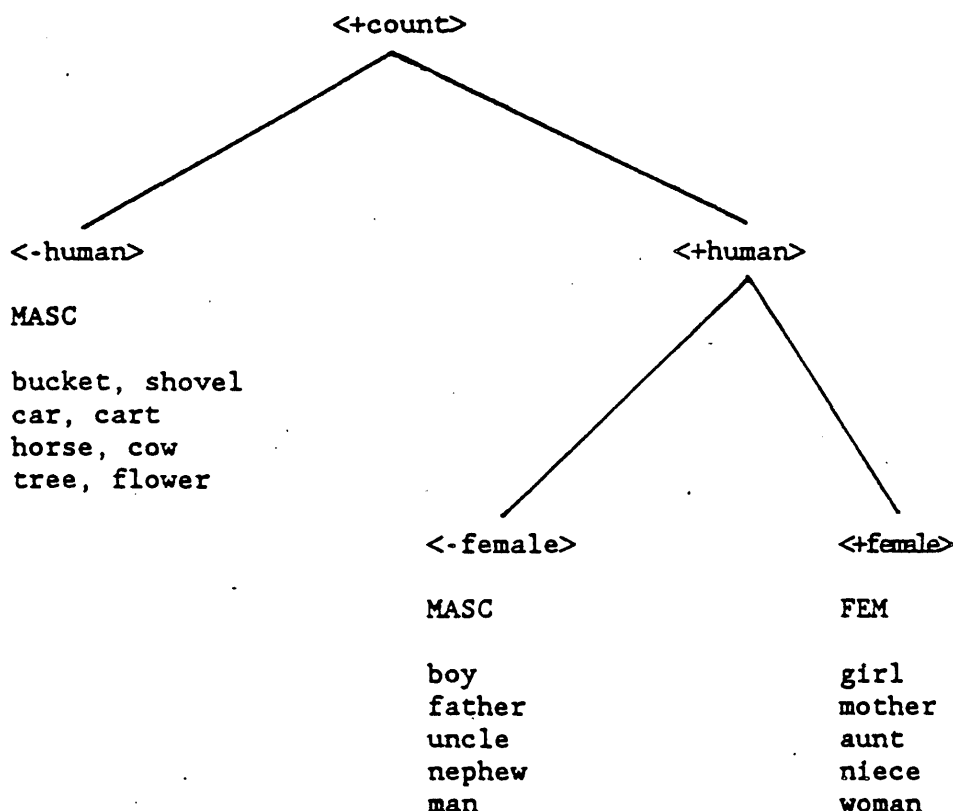 <+count>
<-human> <+human>
MASC
bucket, shovel
car, cart
horse, cow
tree, flower
<-female> <+female>
MASC FEM
boy girl
father mother
uncle aunt
nephew niece
man woman